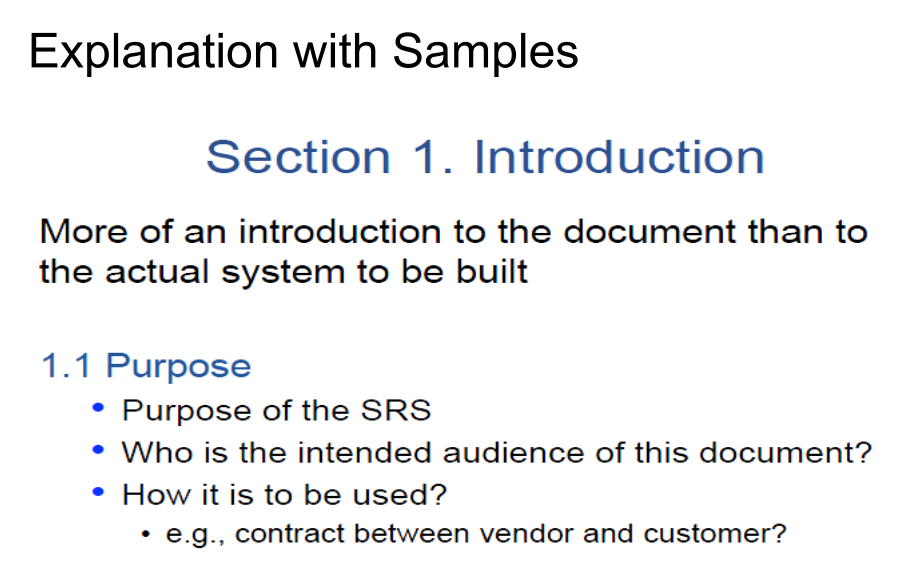 Explanation with Samples
Section 1. Introduction
More of an introduction to the document than to
the actual system to be built
1.1 Purpose
• Purpose of the SRS
• Who is the intended audience of this document?
• How it is to be used?
• e.g., contract between vendor and customer?